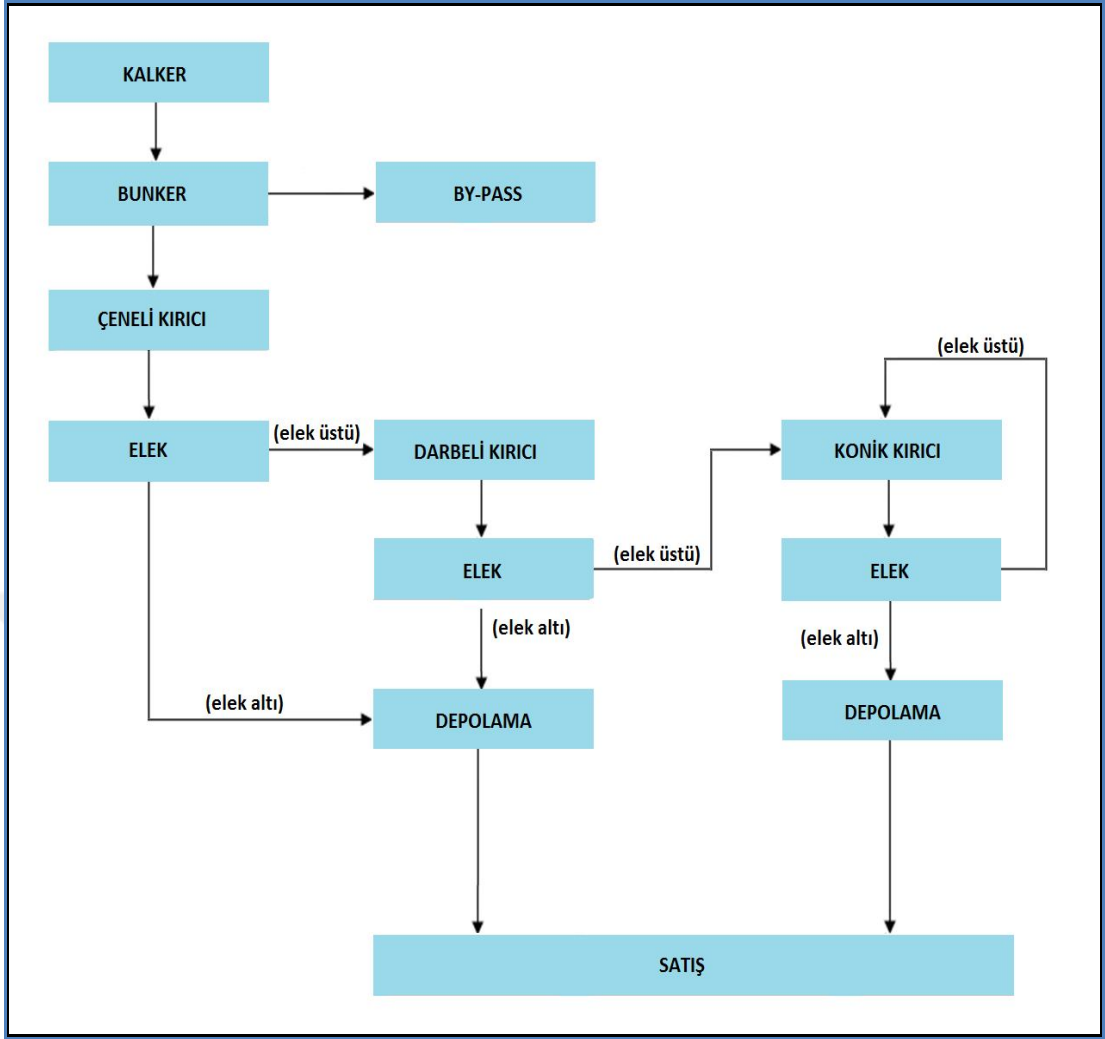 KALKER
BUNKER
BY-PASS
ÇENELİ KIRICI
(elek üstü)
ELEK
(elek üstü)
DARBELİ KIRICI
KONİK KIRICI
ELEK
(elek üstü)
ELEK
(elek altı)
(elek altı)
(elek altı)
DEPOLAMA
DEPOLAMA
SATIŞ